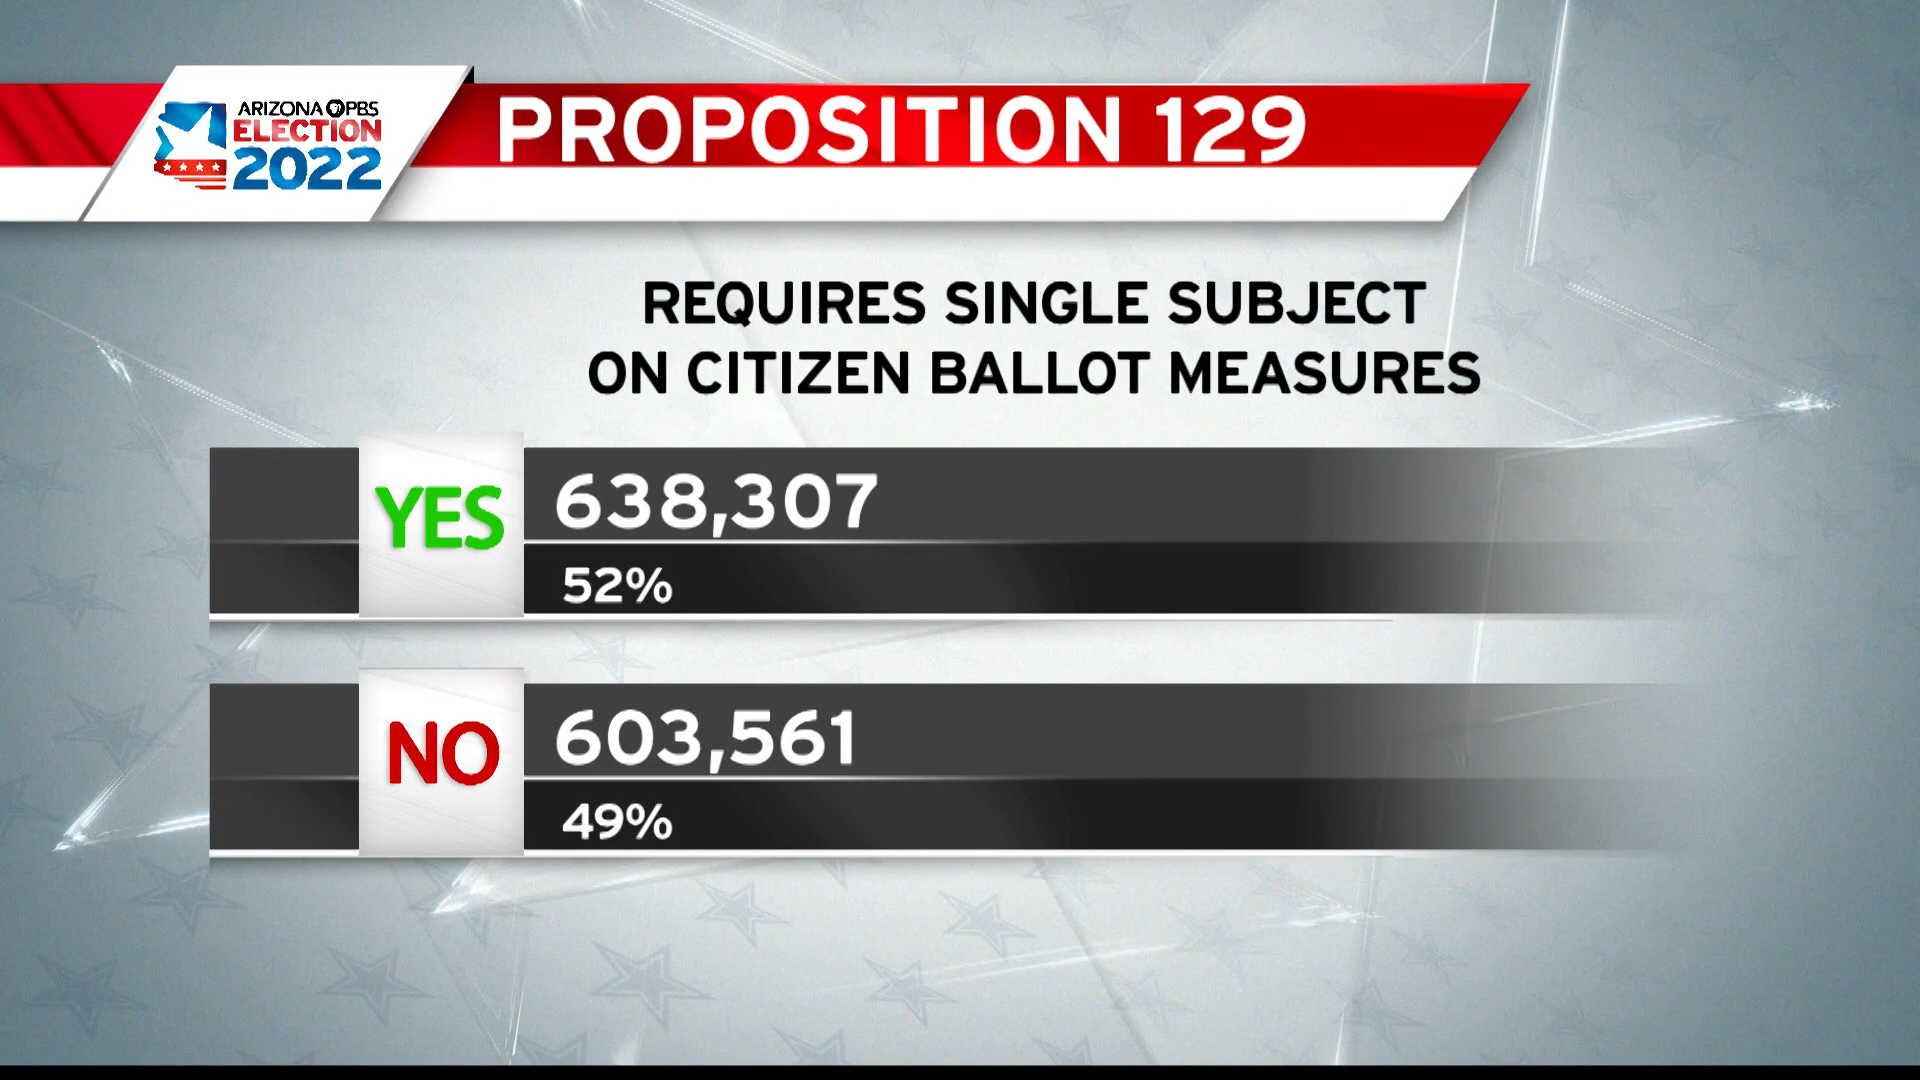 ARIZONA PBS
ELECTION
2022
PROPOSITION 129
REQUIRES SINGLE SUBJECT
ON CITIZEN BALLOT MEASURES
YES
638,307
52%
NO
603,561
49%